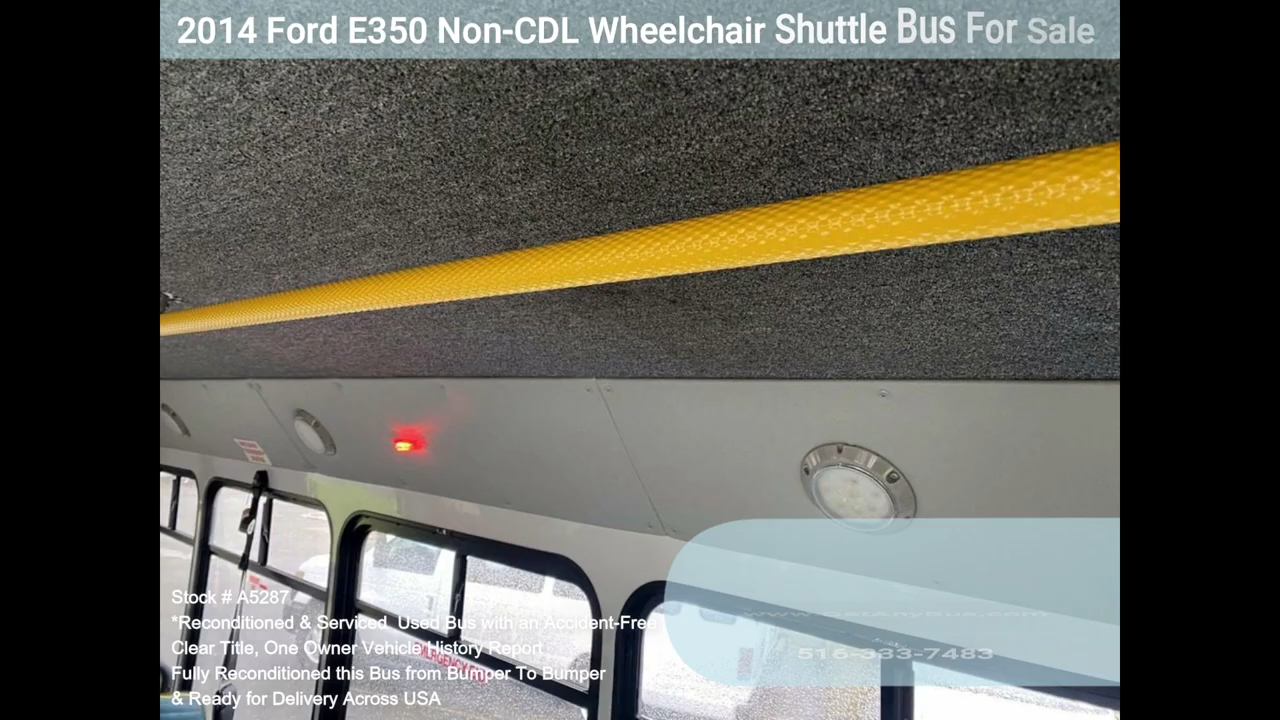 2014 Ford E350 Non-CDL Wheelchair Shuttle Bus For Sale
Stock # A5287
*Reconditioned & Serviced Used Bus with an Accident-Free
Clear Title, One Owner Vehicle History Report
Fully Reconditioned this Bus from Bumper To Bumper
& Ready for Delivery Across USA
516-333-7483